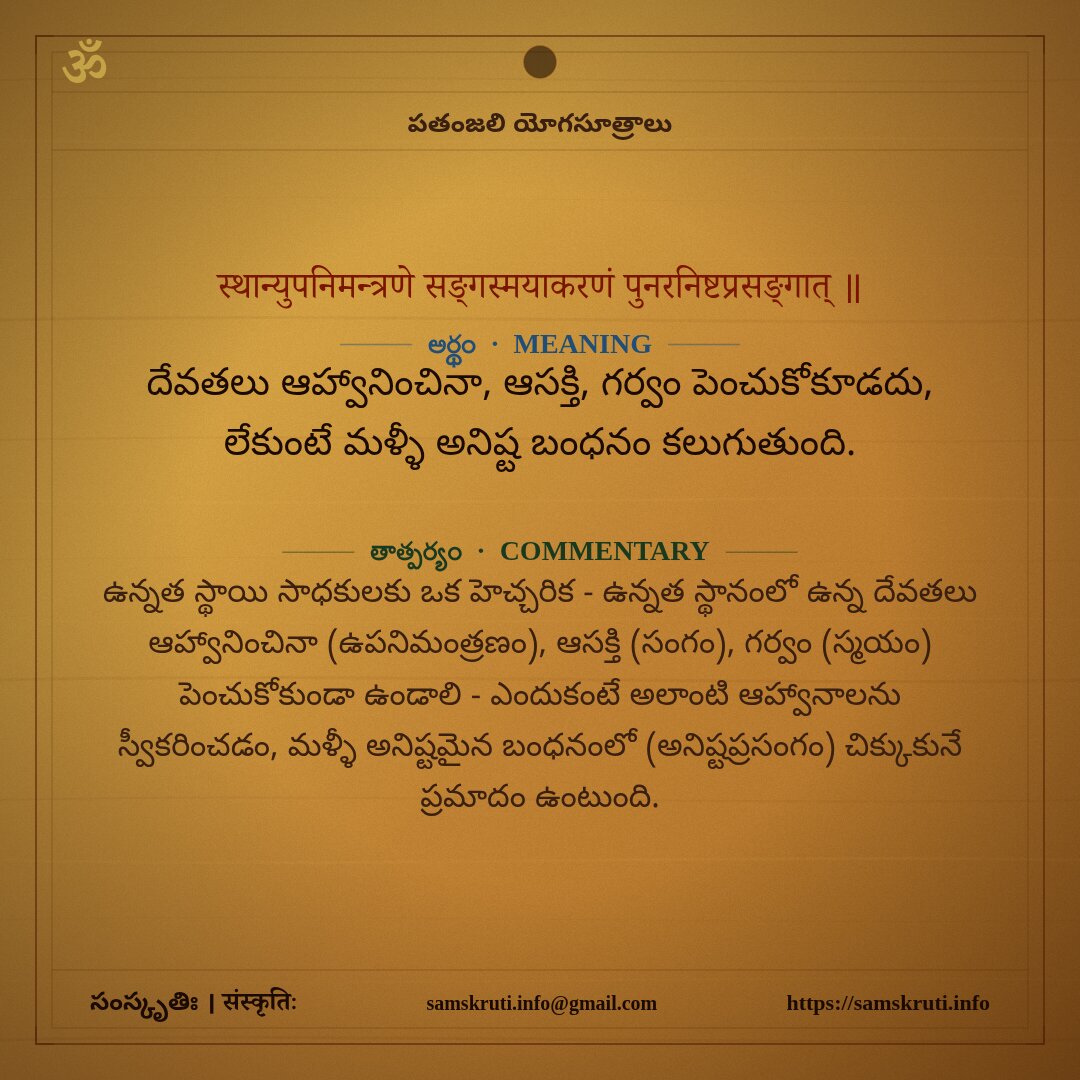 ॐ
పతంజలి యోగసూత్రాలు
स्थान्युपनिमन्त्रणे सङ्गस्मयाकरणं पुनरनिष्टप्रसङ्गात् ॥
అర్థం · MEANING
దేవతలు ఆహ్వానించినా, ఆసక్తి, గర్వం పెంచుకోకూడదు,
లేకుంటే మళ్ళీ అనిష్ట బంధనం కలుగుతుంది.
తాత్పర్యం · COMMENTARY
ఉన్నత స్థాయి సాధకులకు ఒక హెచ్చరిక - ఉన్నత స్థానంలో ఉన్న దేవతలు
ఆహ్వానించినా (ఉపనిమంత్రణం), ఆసక్తి (సంగం), గర్వం (స్మయం)
పెంచుకోకుండా ఉండాలి - ఎందుకంటే అలాంటి ఆహ్వానాలను
స్వీకరించడం, మళ్ళీ అనిష్టమైన బంధనంలో (అనిష్టప్రసంగం) చిక్కుకునే
ప్రమాదం ఉంటుంది.
సంస్కృతిః | संस्कृतिः samskruti.info@gmail.com https://samskruti.info